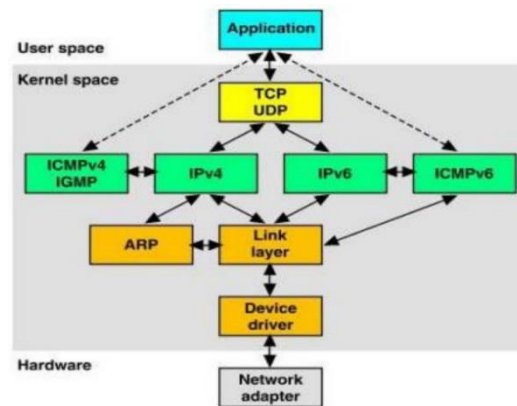 Application
User space
Kernel space
TCP
UDP
ICMPv4
IGMP
IPv4
IPv6
ICMPv6
ARP
Link
layer
Device
driver
Hardware
Network
adapter